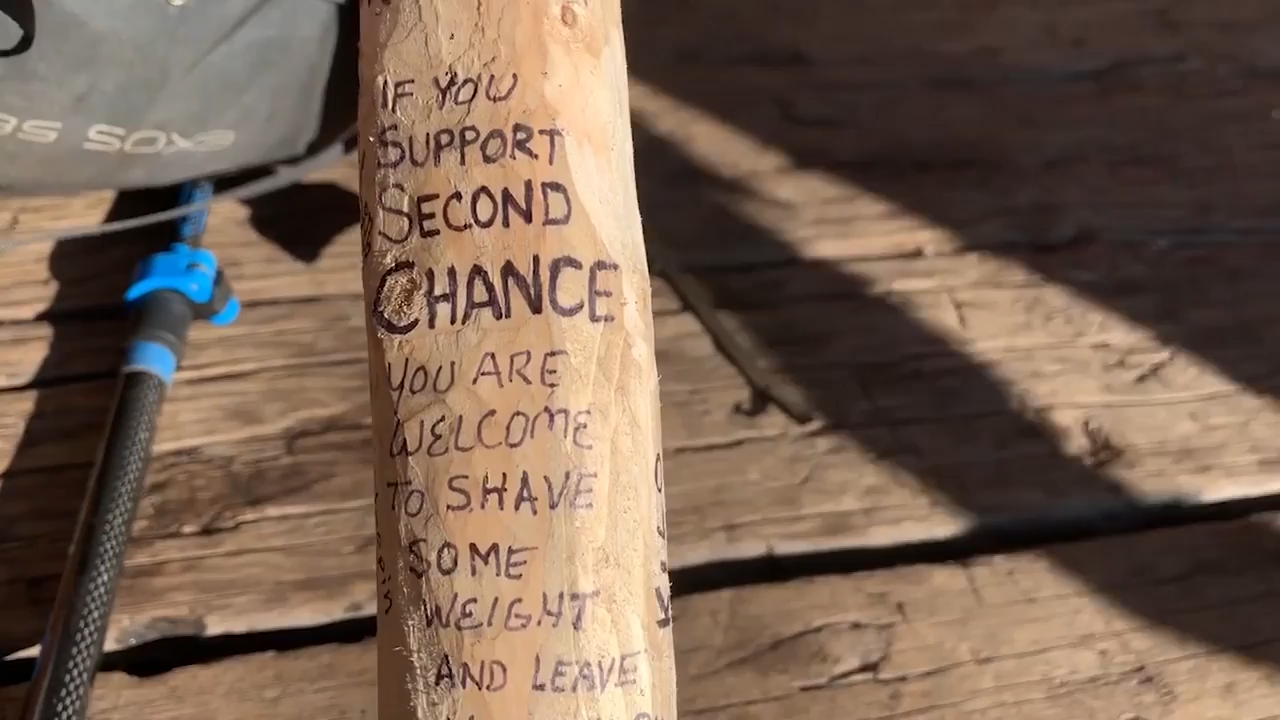 IF YOU
SUPPORT
SECOND
CHANCE
YOU ARE
WELCOME
TO SHAVE
SOME
WEIGHT
AND LEAVE